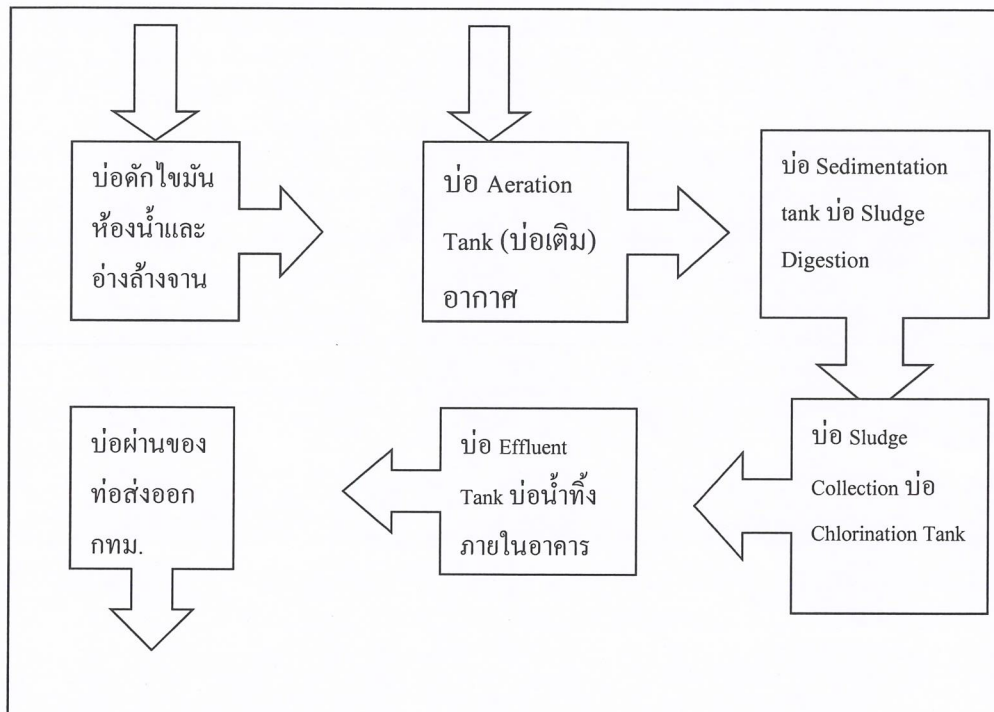 บ่อดักไขมัน
ห้องน้ำและ
อ่างล้างจาน
บ่อ Aeration
Tank (บ่อเติม)
อากาศ
บ่อ Sedimentation
tank บ่อ Sludge
Digestion
บ่อ Sludge
Collection บ่อ
Chlorination Tank
บ่อ Effluent
Tank บ่อน้ำทิ้ง
ภายในอาคาร
บ่อผ่านของ
ท่อส่งออก
กทม.